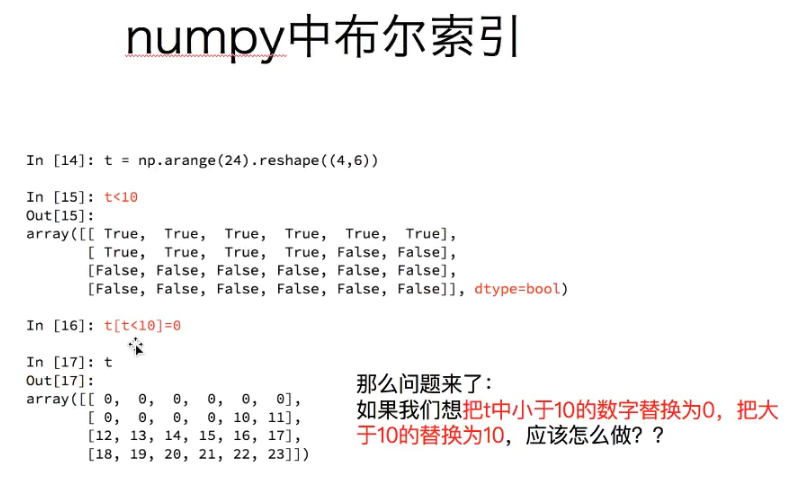 numpy中布尔索引
In [14]: t = np.arange(24).reshape((4,6))
In [15]: t<10
Out[15]:
array([[ True,  True,  True,  True,  True,  True],
       [ True,  True,  True,  True, False, False],
       [False, False, False, False, False, False],
       [False, False, False, False, False, False]], dtype=bool)
In [16]: t[t<10]=0
In [17]: t
Out[17]:
array([[ 0,  0,  0,  0,  0,  0],
       [ 0,  0,  0,  0, 10, 11],
       [12, 13, 14, 15, 16, 17],
       [18, 19, 20, 21, 22, 23]])
那么问题来了：
如果我们想把t中小于10的数字替换为0，把大
于10的替换为10，应该怎么做？？